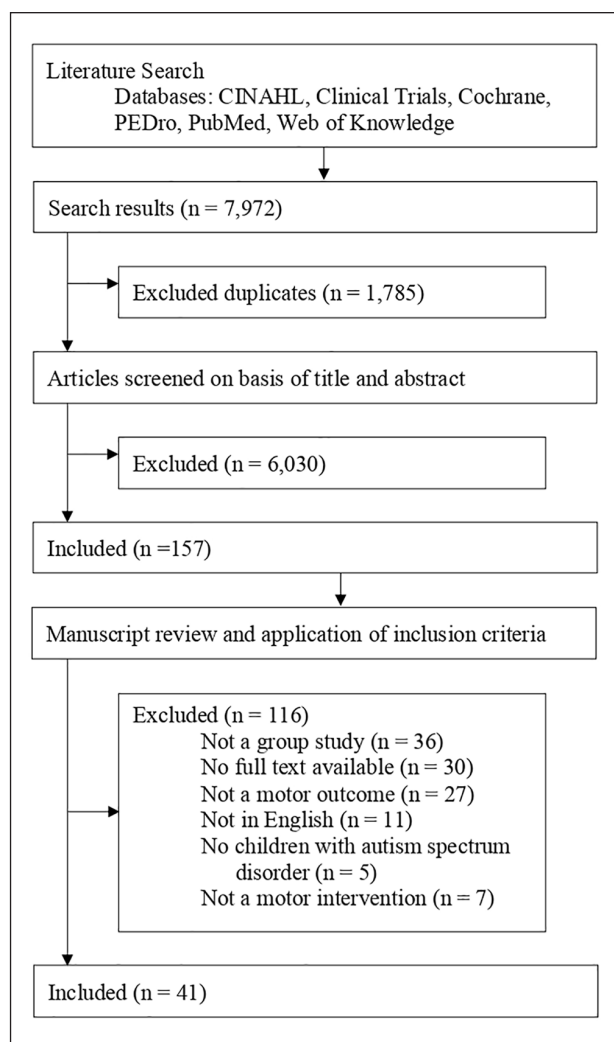 Literature Search
Databases: CINAHL, Clinical Trials, Cochrane,
PEDro, PubMed, Web of Knowledge
Search results (n = 7,972)
Excluded duplicates (n = 1,785)
Articles screened on basis of title and abstract
Excluded (n = 6,030)
Included (n =157)
Manuscript review and application of inclusion criteria
Excluded (n = 116)
Not a group study (n = 36)
No full text available (n = 30)
Not a motor outcome (n = 27)
Not in English (n = 11)
No children with autism spectrum
disorder (n = 5)
Not a motor intervention (n = 7)
Included (n = 41)